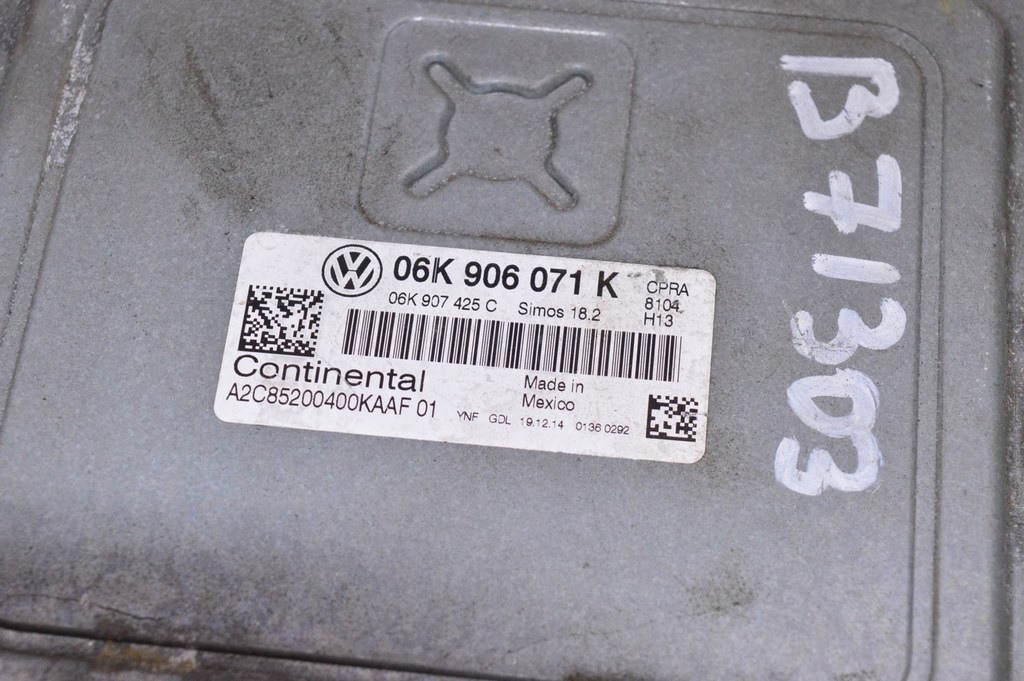 06K 906 071 K
CPRA
06K 907 425 C Simos 18.2
8104
H13
Continental
Made in
Mexico
A2C85200400KAAF 01
YNF GDL 19.12.14 0136 0292
B71303